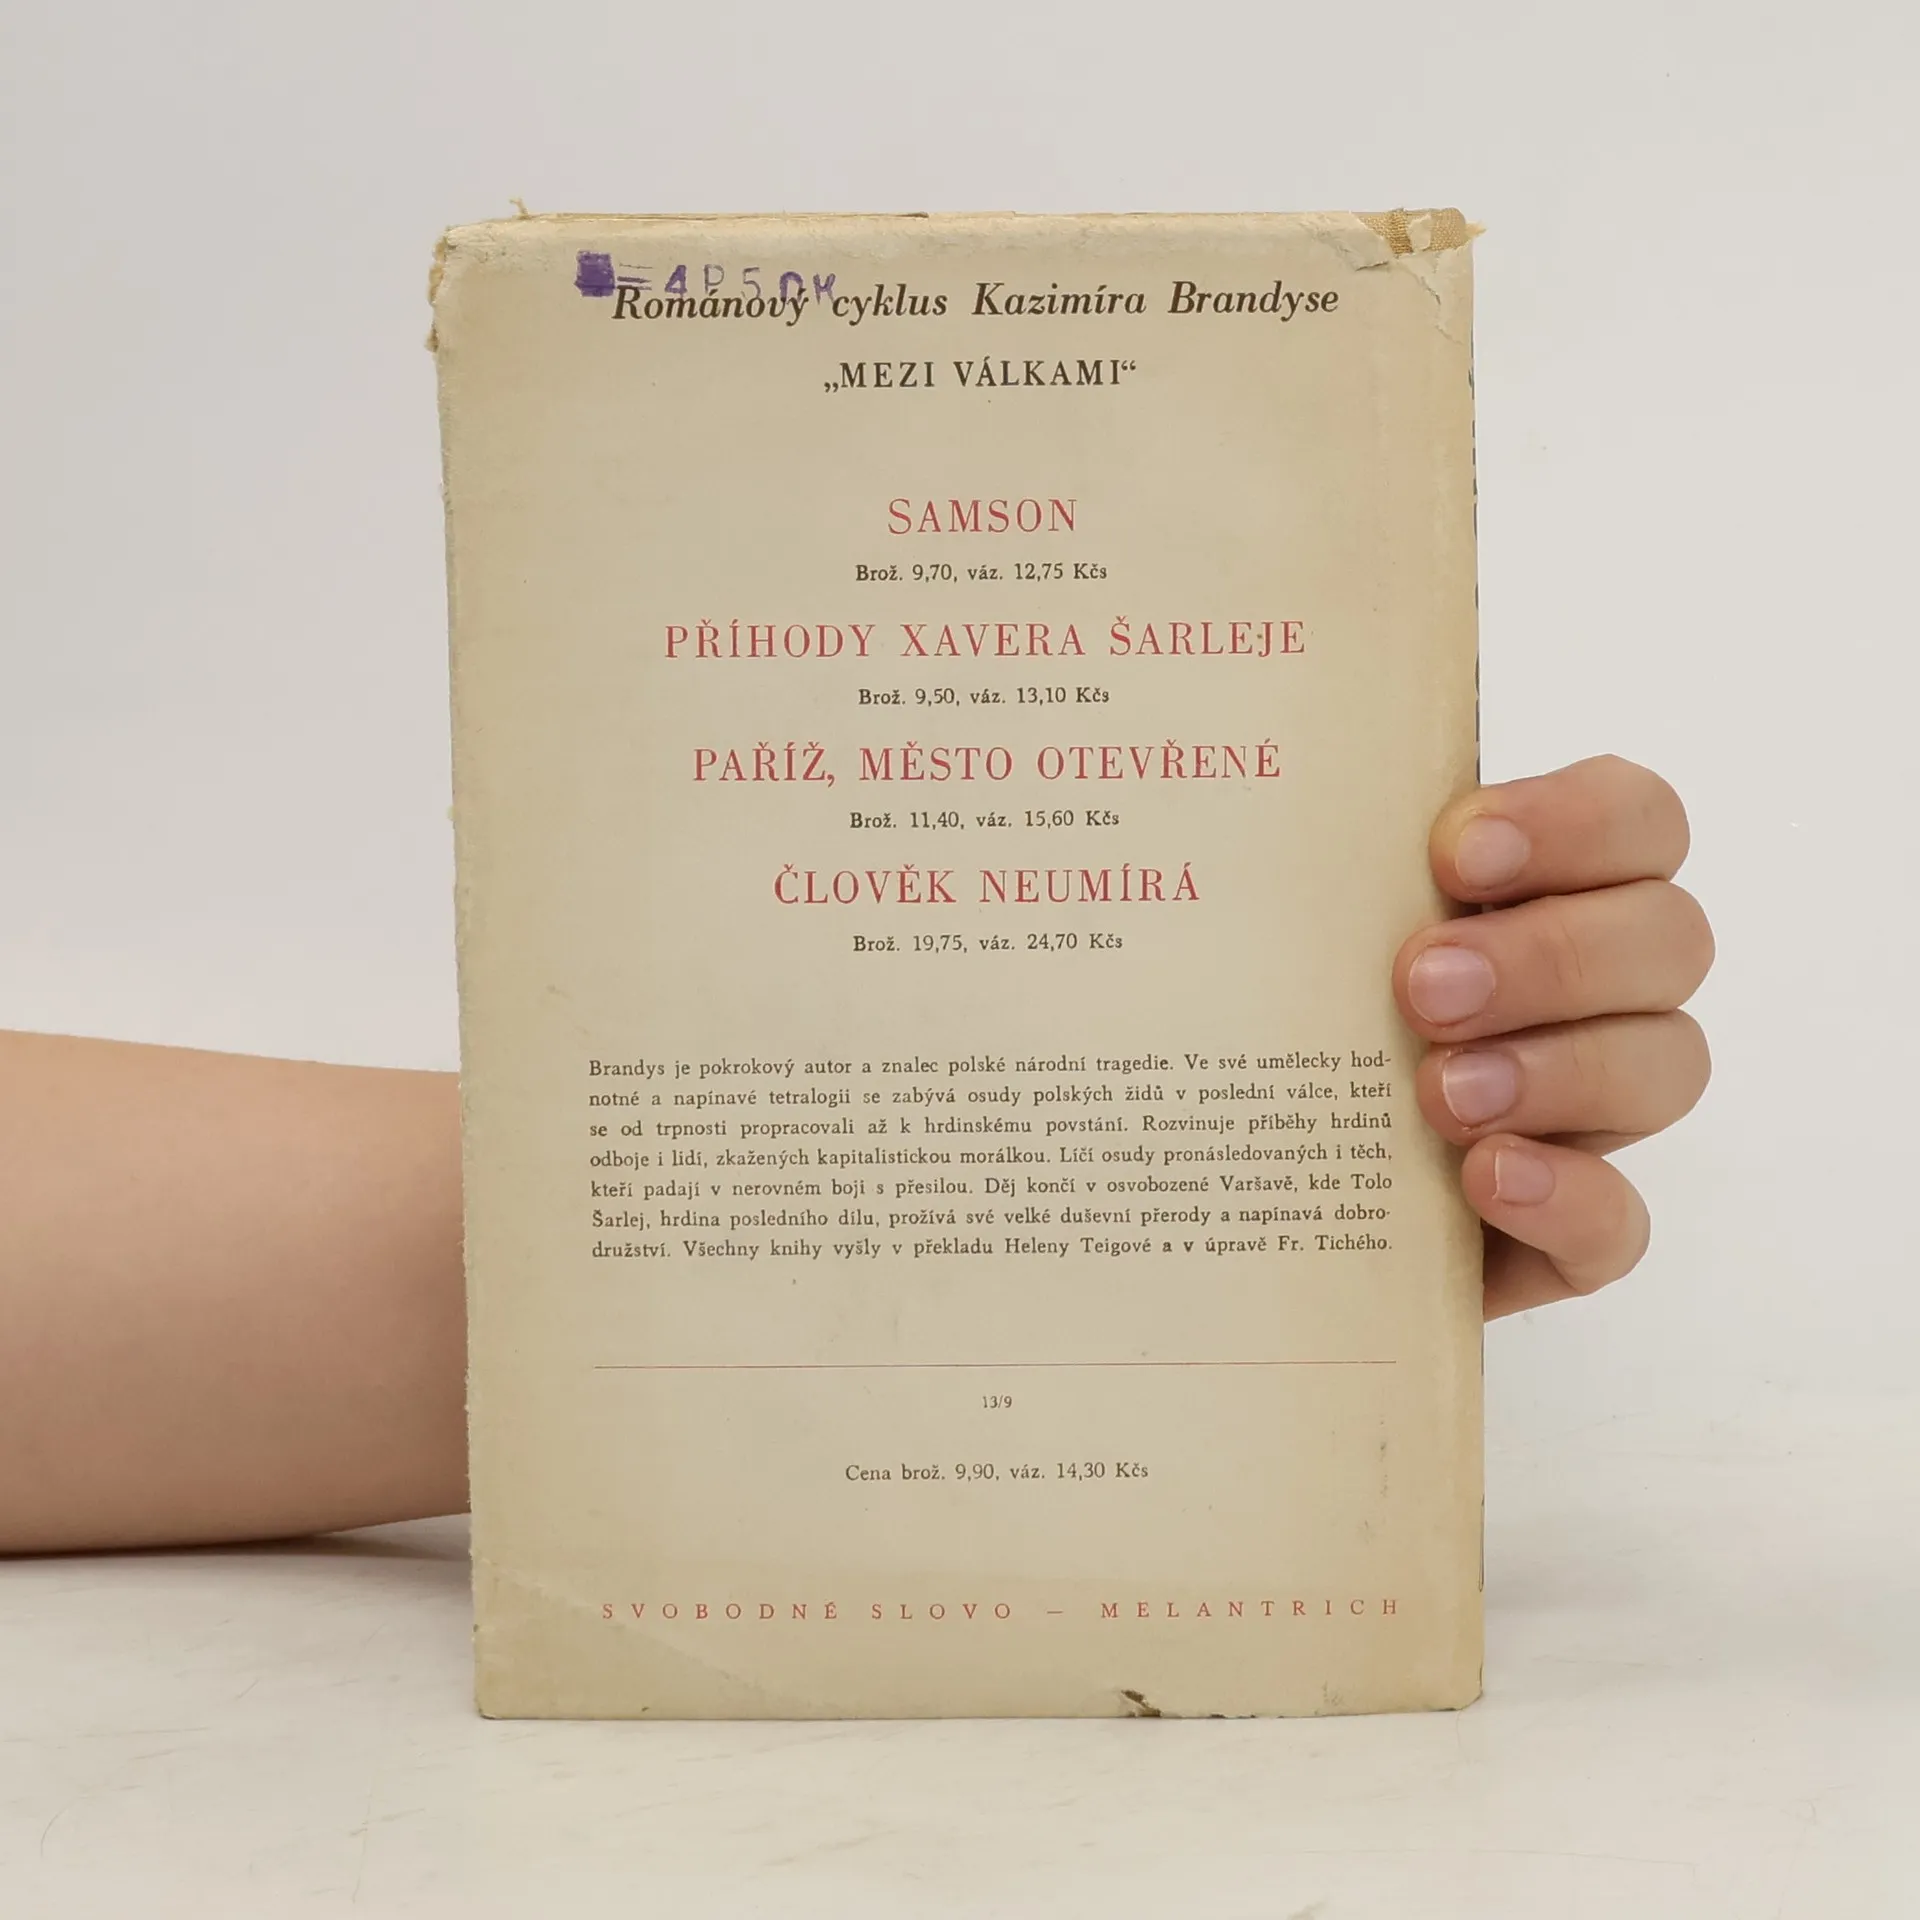 Románový cyklus Kazimíra Brandyse
„MEZI VÁLKAMI“
SAMSON
Brož. 9,70, váz. 12,75 Kčs
PŘÍHODY XAVERA ŠARLEJE
Brož. 9,50, váz. 13,10 Kčs
PAŘÍŽ, MĚSTO OTEVŘENÉ
Brož. 11,40, váz. 15,60 Kčs
ČLOVĚK NEUMÍRÁ
Brož. 19,75, váz. 24,70 Kčs
Brandys je pokrokový autor a znalec polské národní tragedie. Ve své umělecky hod-
notné a napínavé tetralogii se zabývá osudy polských židů v poslední válce, kteří
se od trpnosti propracovali až k hrdinskému povstání. Rozvinuje příběhy hrdinů
odboje i lidí, zkažených kapitalistickou morálkou. Líčí osudy pronásledovaných i těch,
kteří padají v nerovném boji s přesilou. Děj končí v osvobozené Varšavě, kde Tolo
Šarlej, hrdina posledního dílu, prožívá své velké duševní přerody a napínavá dobro-
družství. Všechny knihy vyšly v překladu Heleny Teigové a v úpravě Fr. Tichého.
13/9
Cena brož. 9,90, váz. 14,30 Kčs
SVOBODNÉ SLOVO — MELANTRICH